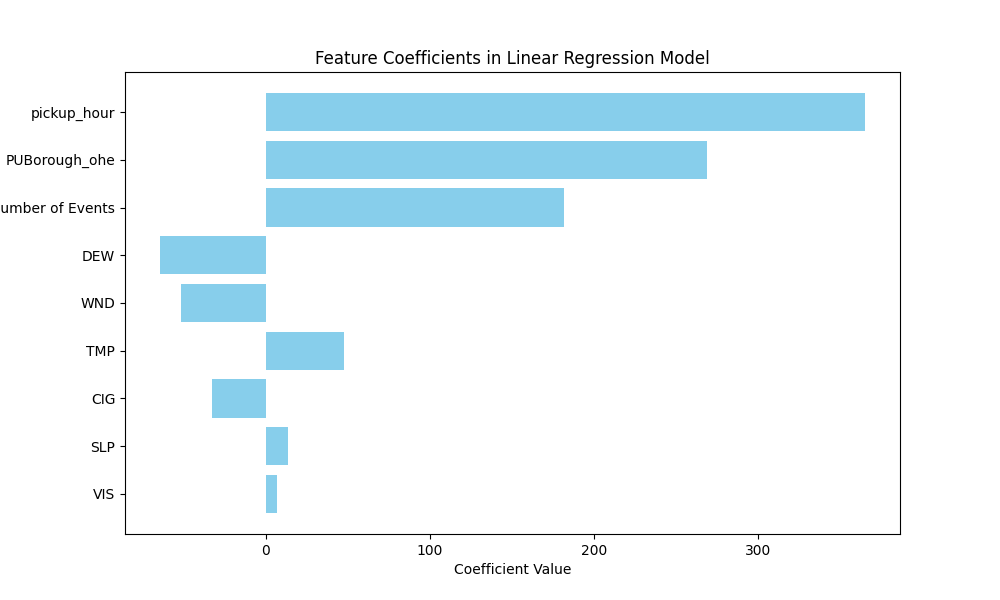 Feature Coefficients in Linear Regression Model
pickup_hour
PUBorough_ohe
umber of Events
DEW
WND
TMP
CIG
SLP
VIS
0 100 200 300
Coefficient Value